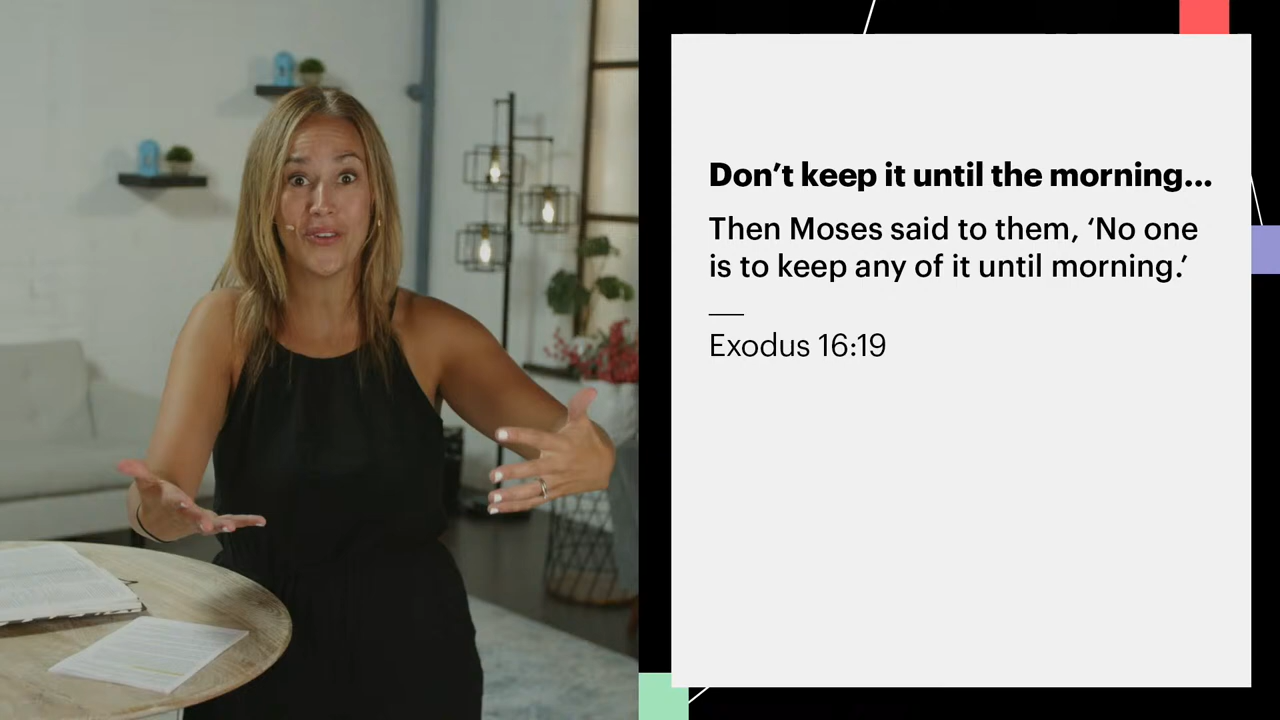 Don’t keep it until the morning...
Then Moses said to them, ‘No one
is to keep any of it until morning.’
Exodus 16:19